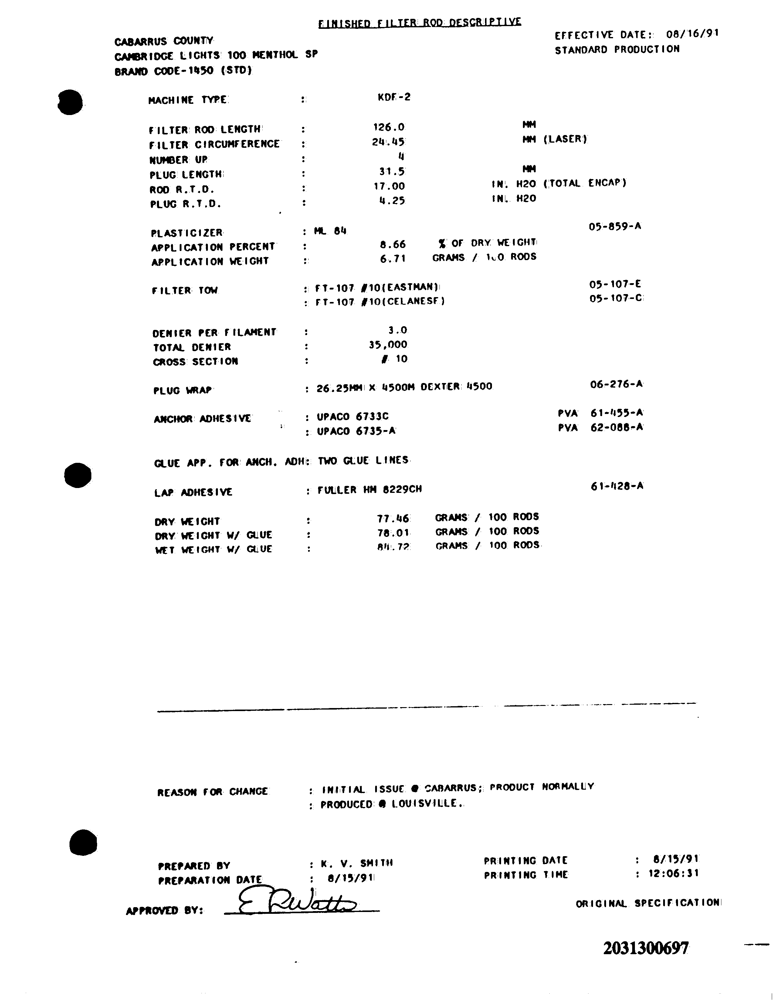 FINISHED FILTER ROD DESCRIPTIVE
EFFECTIVE DATE: 08/16/91
CABARRUS COUNTY
STANDARD PRODUCTION
CAMBRIDGE LIGHTS 100 MENTHOL SP
BRAND CODE-1450 (STD)
MACHINE TYPE : KDF-2
FILTER ROD LENGTH : 126.0 MM
FILTER CIRCUMFERENCE : 24.45 MM (LASER)
NUMBER UP : 4
PLUG LENGTH : 31.5 MM
ROD R.T.D. : 17.00 IN. H2O (TOTAL ENCAP)
PLUG R.T.D. : 4.25 IN. H2O
PLASTICIZER : ML 84 05-859-A
APPLICATION PERCENT : 8.66 % OF DRY WEIGHT
APPLICATION WEIGHT : 6.71 GRAMS / 100 RODS
FILTER TOW : FT-107 #10(EASTMAN) 05-107-E
: FT-107 #10(CELANESE) 05-107-C
DENIER PER FILAMENT : 3.0
TOTAL DENIER : 35,000
CROSS SECTION : # 10
PLUG WRAP : 26.25MM X 4500M DEXTER 4500 06-276-A
ANCHOR ADHESIVE : UPACO 6733C PVA 61-455-A
: UPACO 6735-A PVA 62-088-A
GLUE APP. FOR ANCH. ADH: TWO GLUE LINES
LAP ADHESIVE : FULLER HM 8229CH 61-428-A
DRY WEIGHT : 77.46 GRAMS / 100 RODS
DRY WEIGHT W/ GLUE : 78.01 GRAMS / 100 RODS
WET WEIGHT W/ GLUE : 84.72 GRAMS / 100 RODS
REASON FOR CHANGE : INITIAL ISSUE @ CABARRUS; PRODUCT NORMALLY
: PRODUCED @ LOUISVILLE.
PREPARED BY : K. V. SMITH PRINTING DATE : 8/15/91
PREPARATION DATE : 8/15/91 PRINTING TIME : 12:06:31
APPROVED BY: E R Watts ORIGINAL SPECIFICATION
2031300697